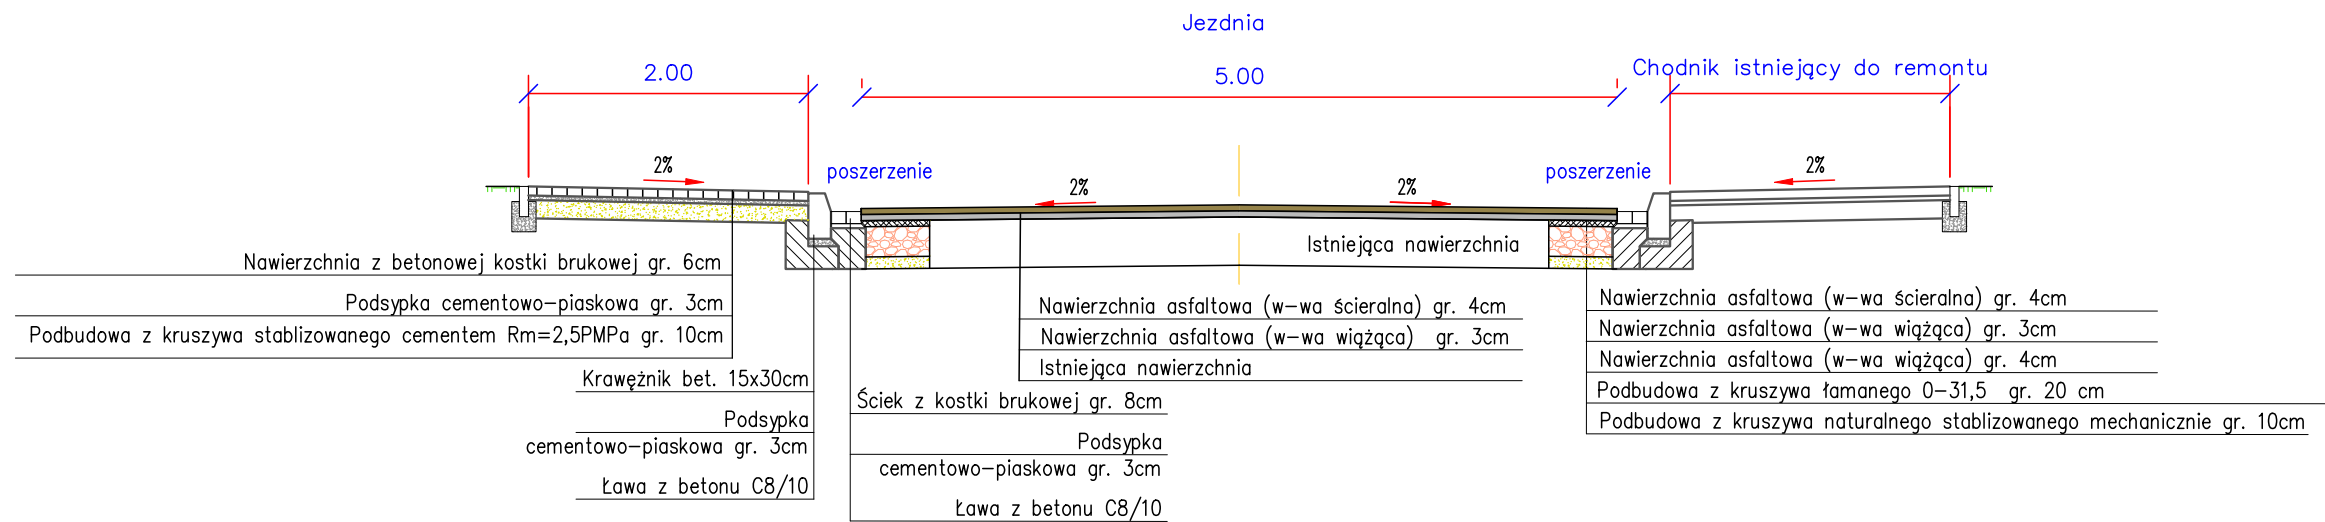 Jezdnia
2.00
5.00
Chodnik istniejący do remontu
2%
poszerzenie
2%
2%
poszerzenie
2%
Istniejąca nawierzchnia
Nawierzchnia z betonowej kostki brukowej gr. 6cm
Podsypka cementowo-piaskowa gr. 3cm
Podbudowa z kruszywa stablizowanego cementem Rm=2,5PMPa gr. 10cm
Krawężnik bet. 15x30cm
Podsypka
cementowo-piaskowa gr. 3cm
Ława z betonu C8/10
Ściek z kostki brukowej gr. 8cm
Podsypka
cementowo-piaskowa gr. 3cm
Ława z betonu C8/10
Nawierzchnia asfaltowa (w-wa ścieralna) gr. 4cm
Nawierzchnia asfaltowa (w-wa wiążąca) gr. 3cm
Istniejąca nawierzchnia
Nawierzchnia asfaltowa (w-wa ścieralna) gr. 4cm
Nawierzchnia asfaltowa (w-wa wiążąca) gr. 3cm
Nawierzchnia asfaltowa (w-wa wiążąca) gr. 4cm
Podbudowa z kruszywa łamanego 0-31,5 gr. 20 cm
Podbudowa z kruszywa naturalnego stablizowanego mechanicznie gr. 10cm